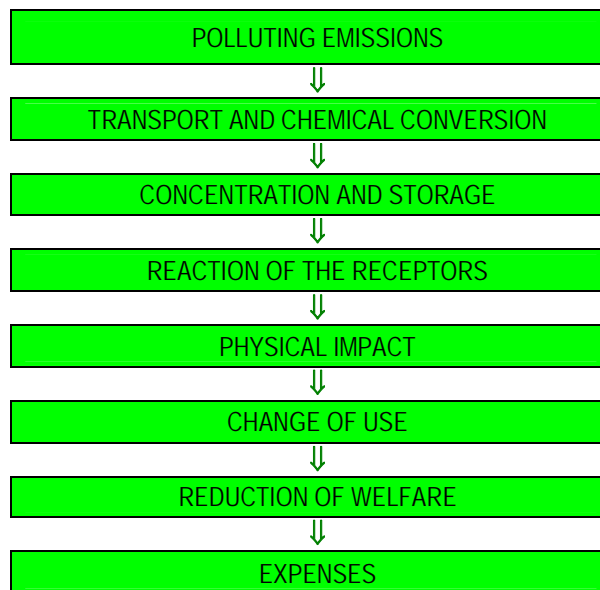 POLLUTING EMISSIONS
⇓
TRANSPORT AND CHEMICAL CONVERSION
⇓
CONCENTRATION AND STORAGE
⇓
REACTION OF THE RECEPTORS
⇓
PHYSICAL IMPACT
⇓
CHANGE OF USE
⇓
REDUCTION OF WELFARE
⇓
EXPENSES